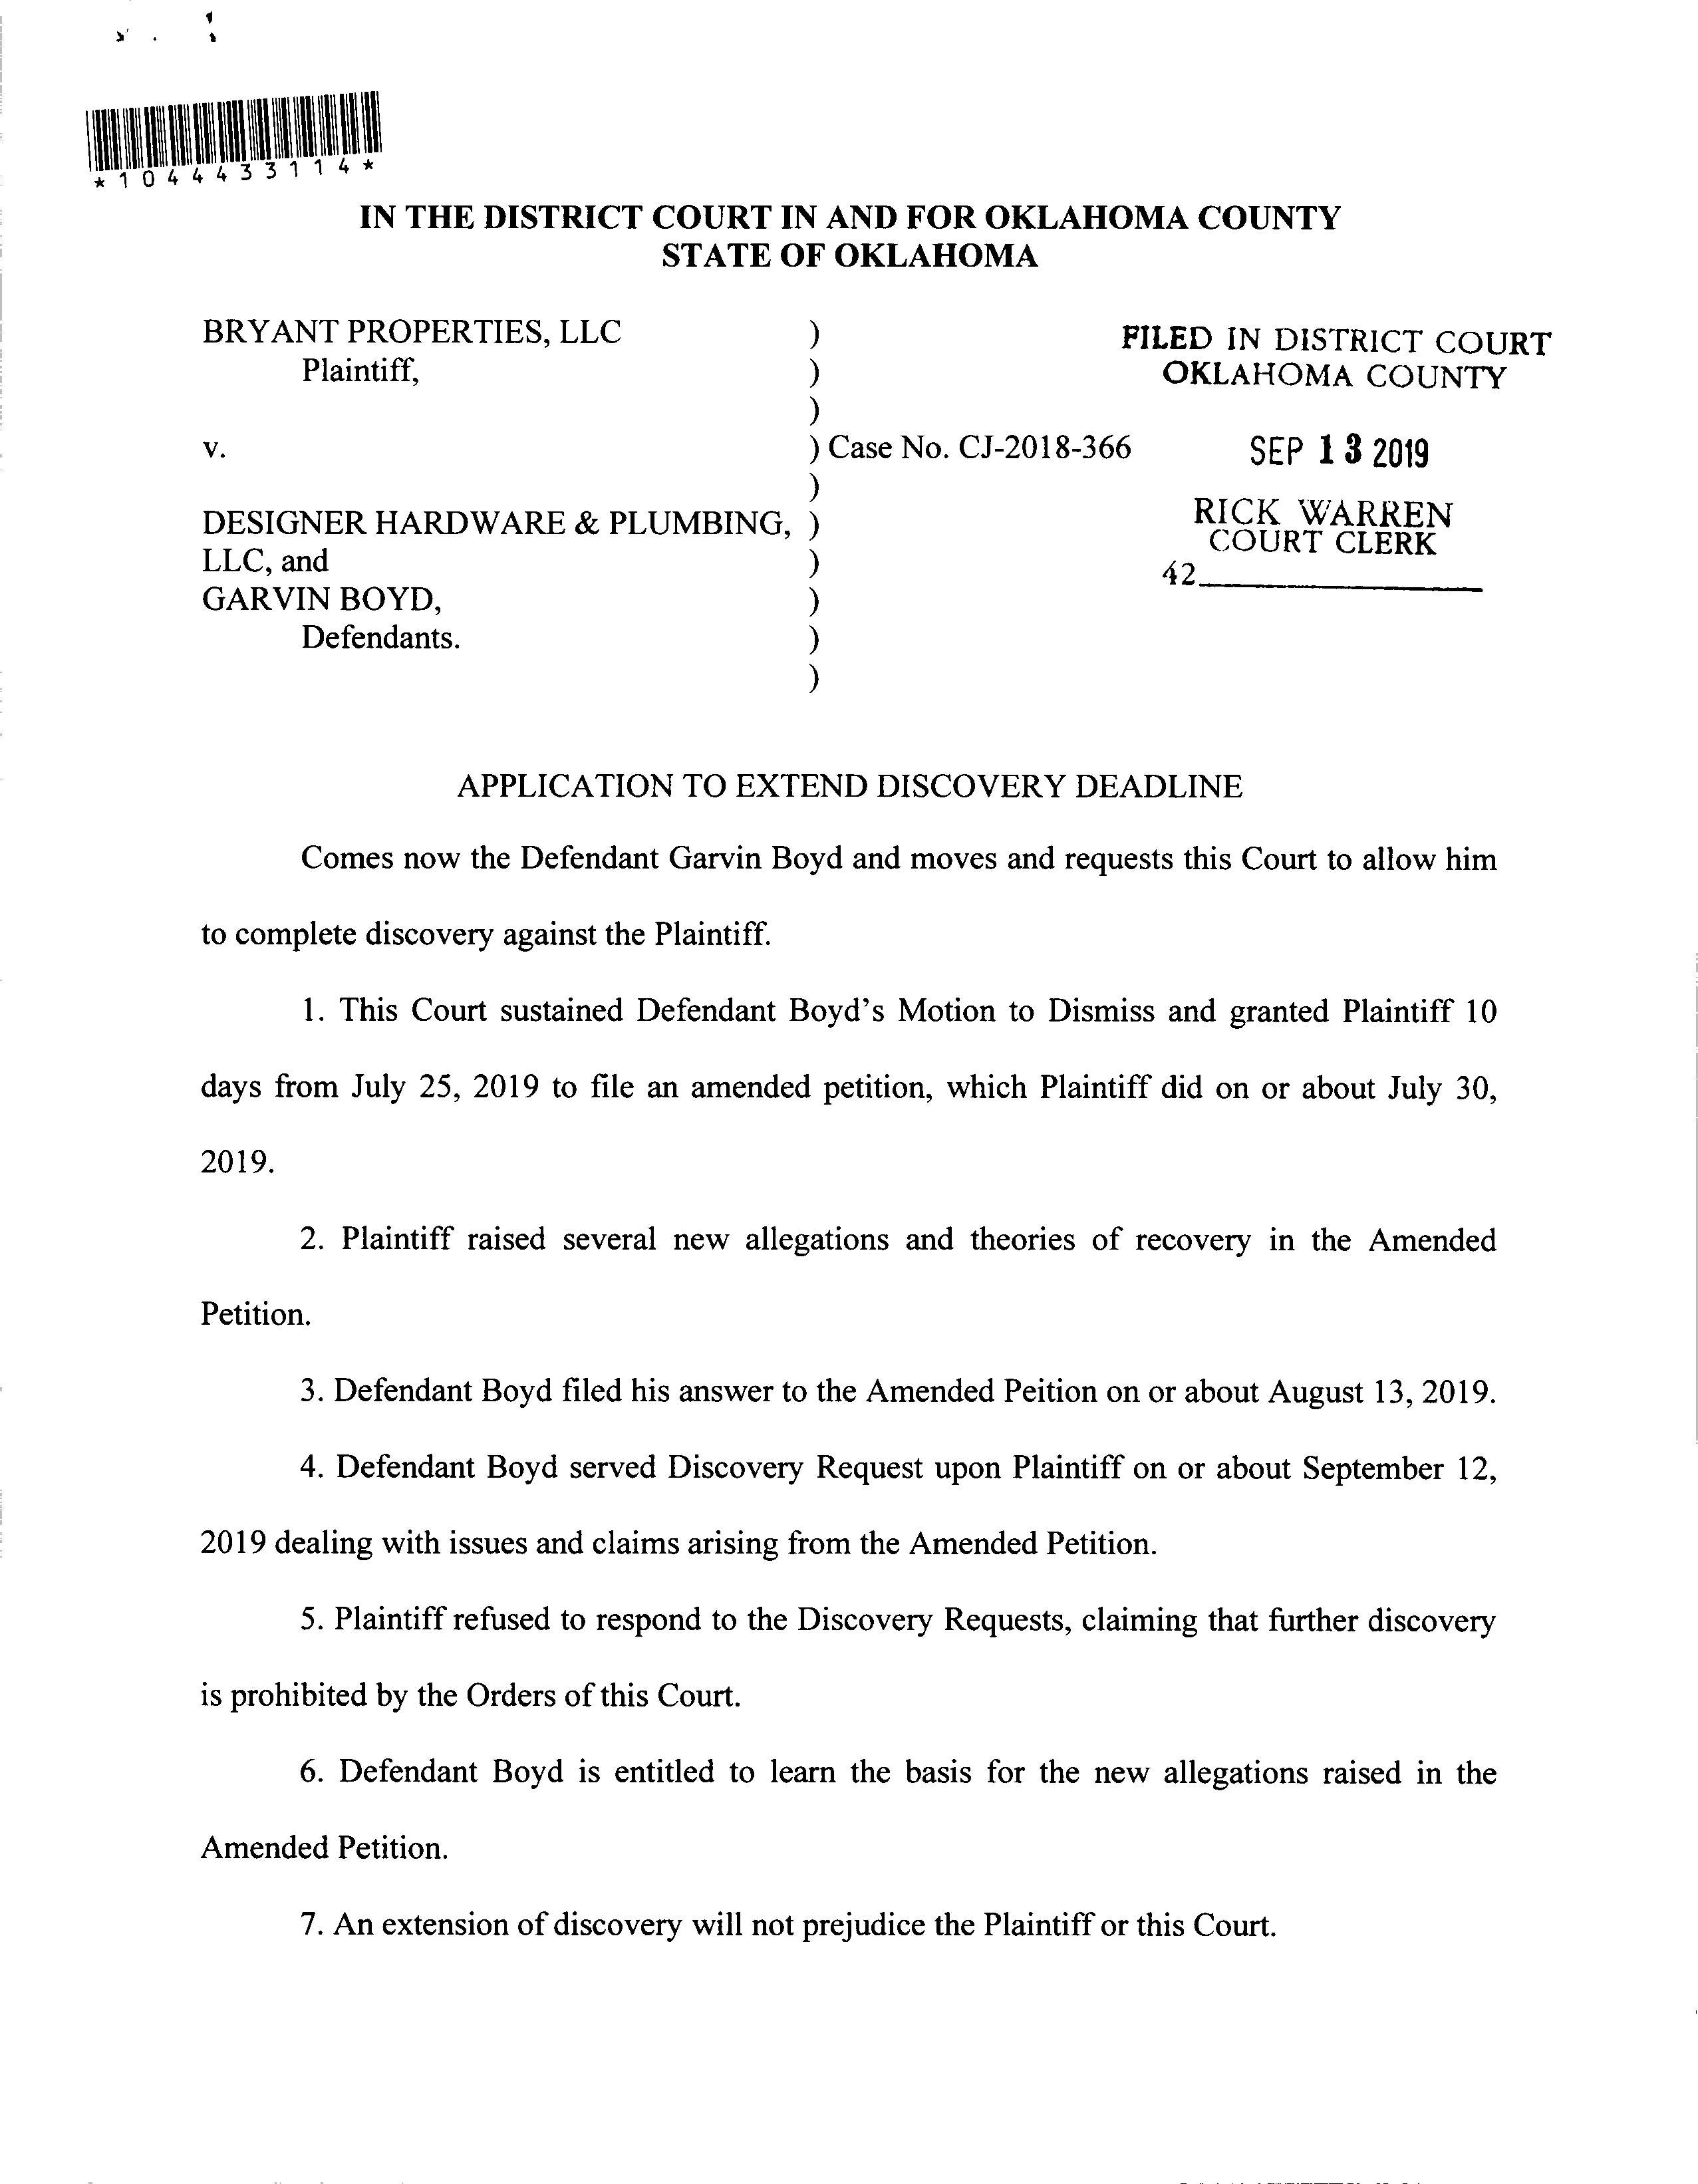 *1044433114*
IN THE DISTRICT COURT IN AND FOR OKLAHOMA COUNTY
STATE OF OKLAHOMA
BRYANT PROPERTIES, LLC )
Plaintiff, )
)
v. ) Case No. CJ-2018-366
)
DESIGNER HARDWARE & PLUMBING, )
LLC, and )
GARVIN BOYD, )
Defendants. )
)
FILED IN DISTRICT COURT
OKLAHOMA COUNTY
SEP 13 2019
RICK WARREN
COURT CLERK
42
APPLICATION TO EXTEND DISCOVERY DEADLINE
Comes now the Defendant Garvin Boyd and moves and requests this Court to allow him
to complete discovery against the Plaintiff.
1. This Court sustained Defendant Boyd's Motion to Dismiss and granted Plaintiff 10
days from July 25, 2019 to file an amended petition, which Plaintiff did on or about July 30,
2019.
2. Plaintiff raised several new allegations and theories of recovery in the Amended
Petition.
3. Defendant Boyd filed his answer to the Amended Peition on or about August 13, 2019.
4. Defendant Boyd served Discovery Request upon Plaintiff on or about September 12,
2019 dealing with issues and claims arising from the Amended Petition.
5. Plaintiff refused to respond to the Discovery Requests, claiming that further discovery
is prohibited by the Orders of this Court.
6. Defendant Boyd is entitled to learn the basis for the new allegations raised in the
Amended Petition.
7. An extension of discovery will not prejudice the Plaintiff or this Court.